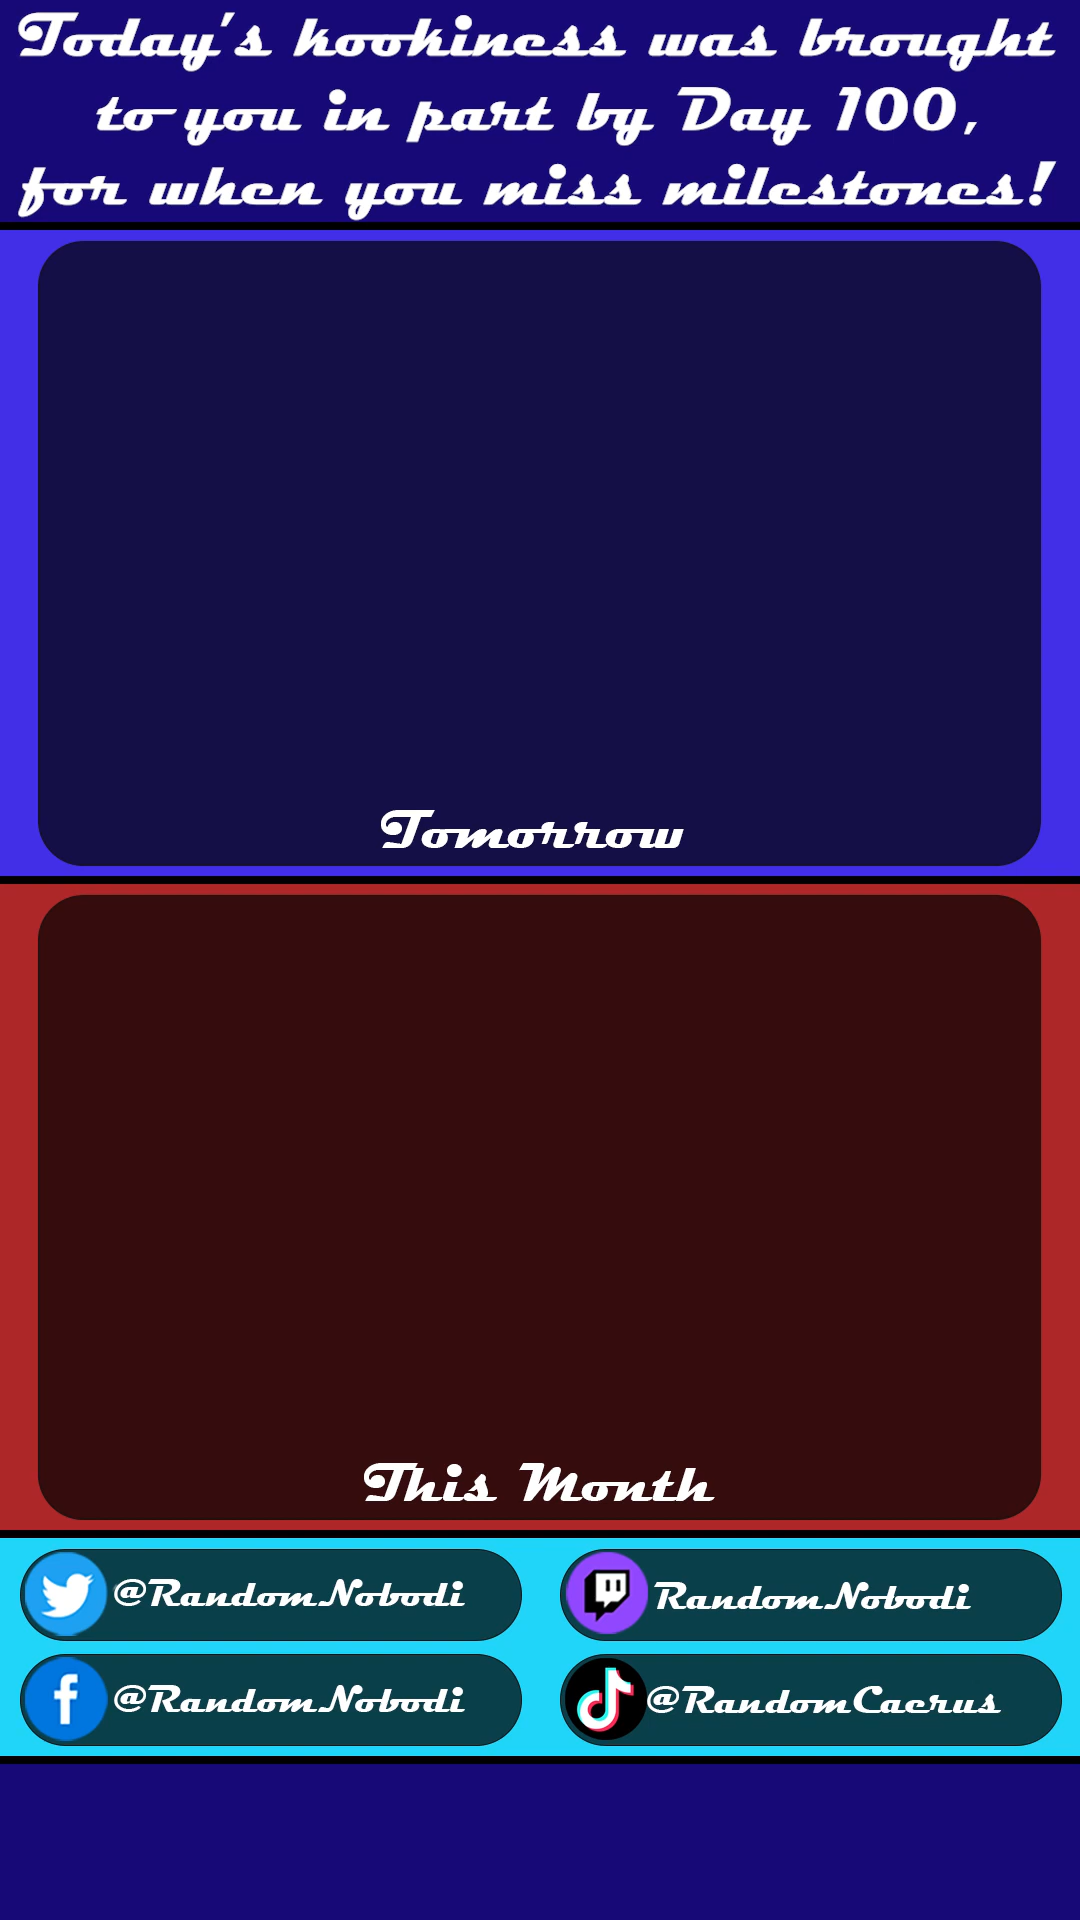 Today's kookiness was brought
to you in part by Day 100,
for when you miss milestones!
Tomorrow
This Month
@RandomNobodi
RandomNobodi
@RandomNobodi
@RandomCaerus